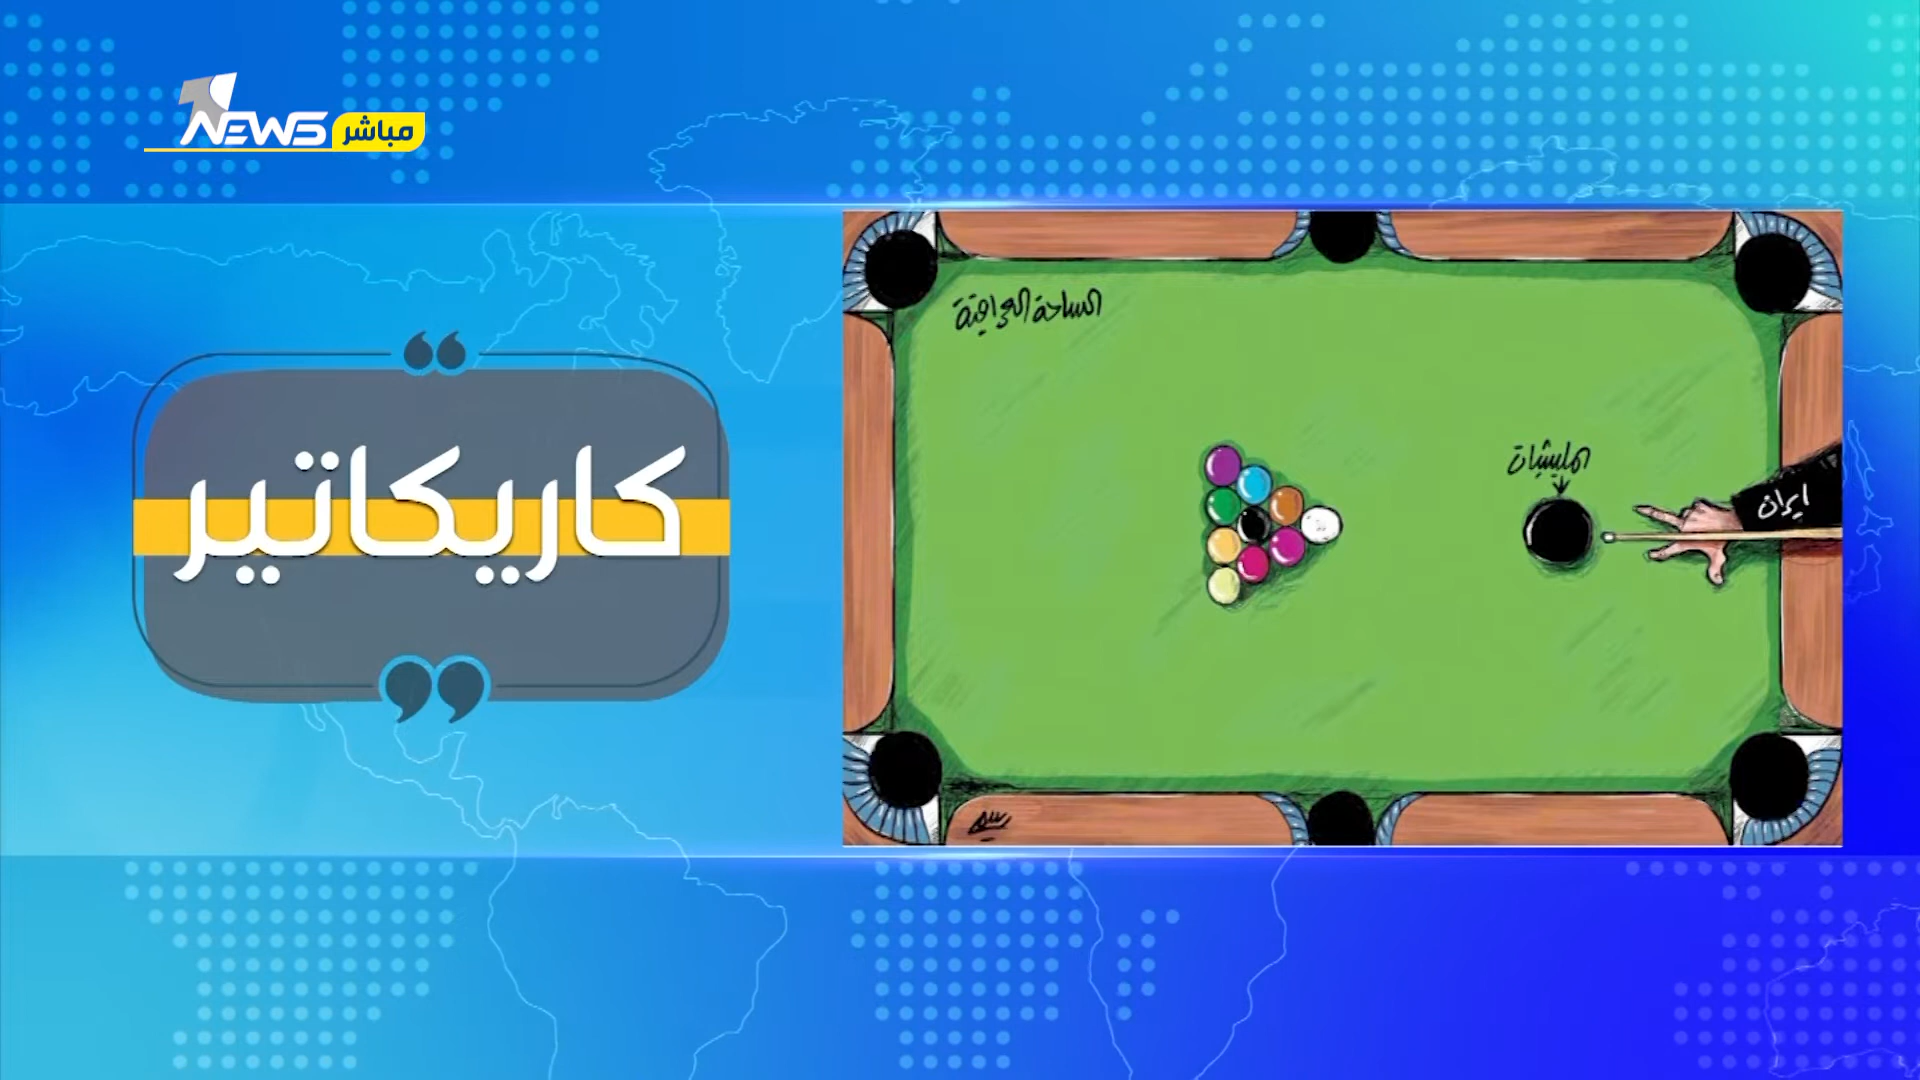 NEWS مباشر
كاريكاتير
الساحة العراقية
المليشيات
ايران